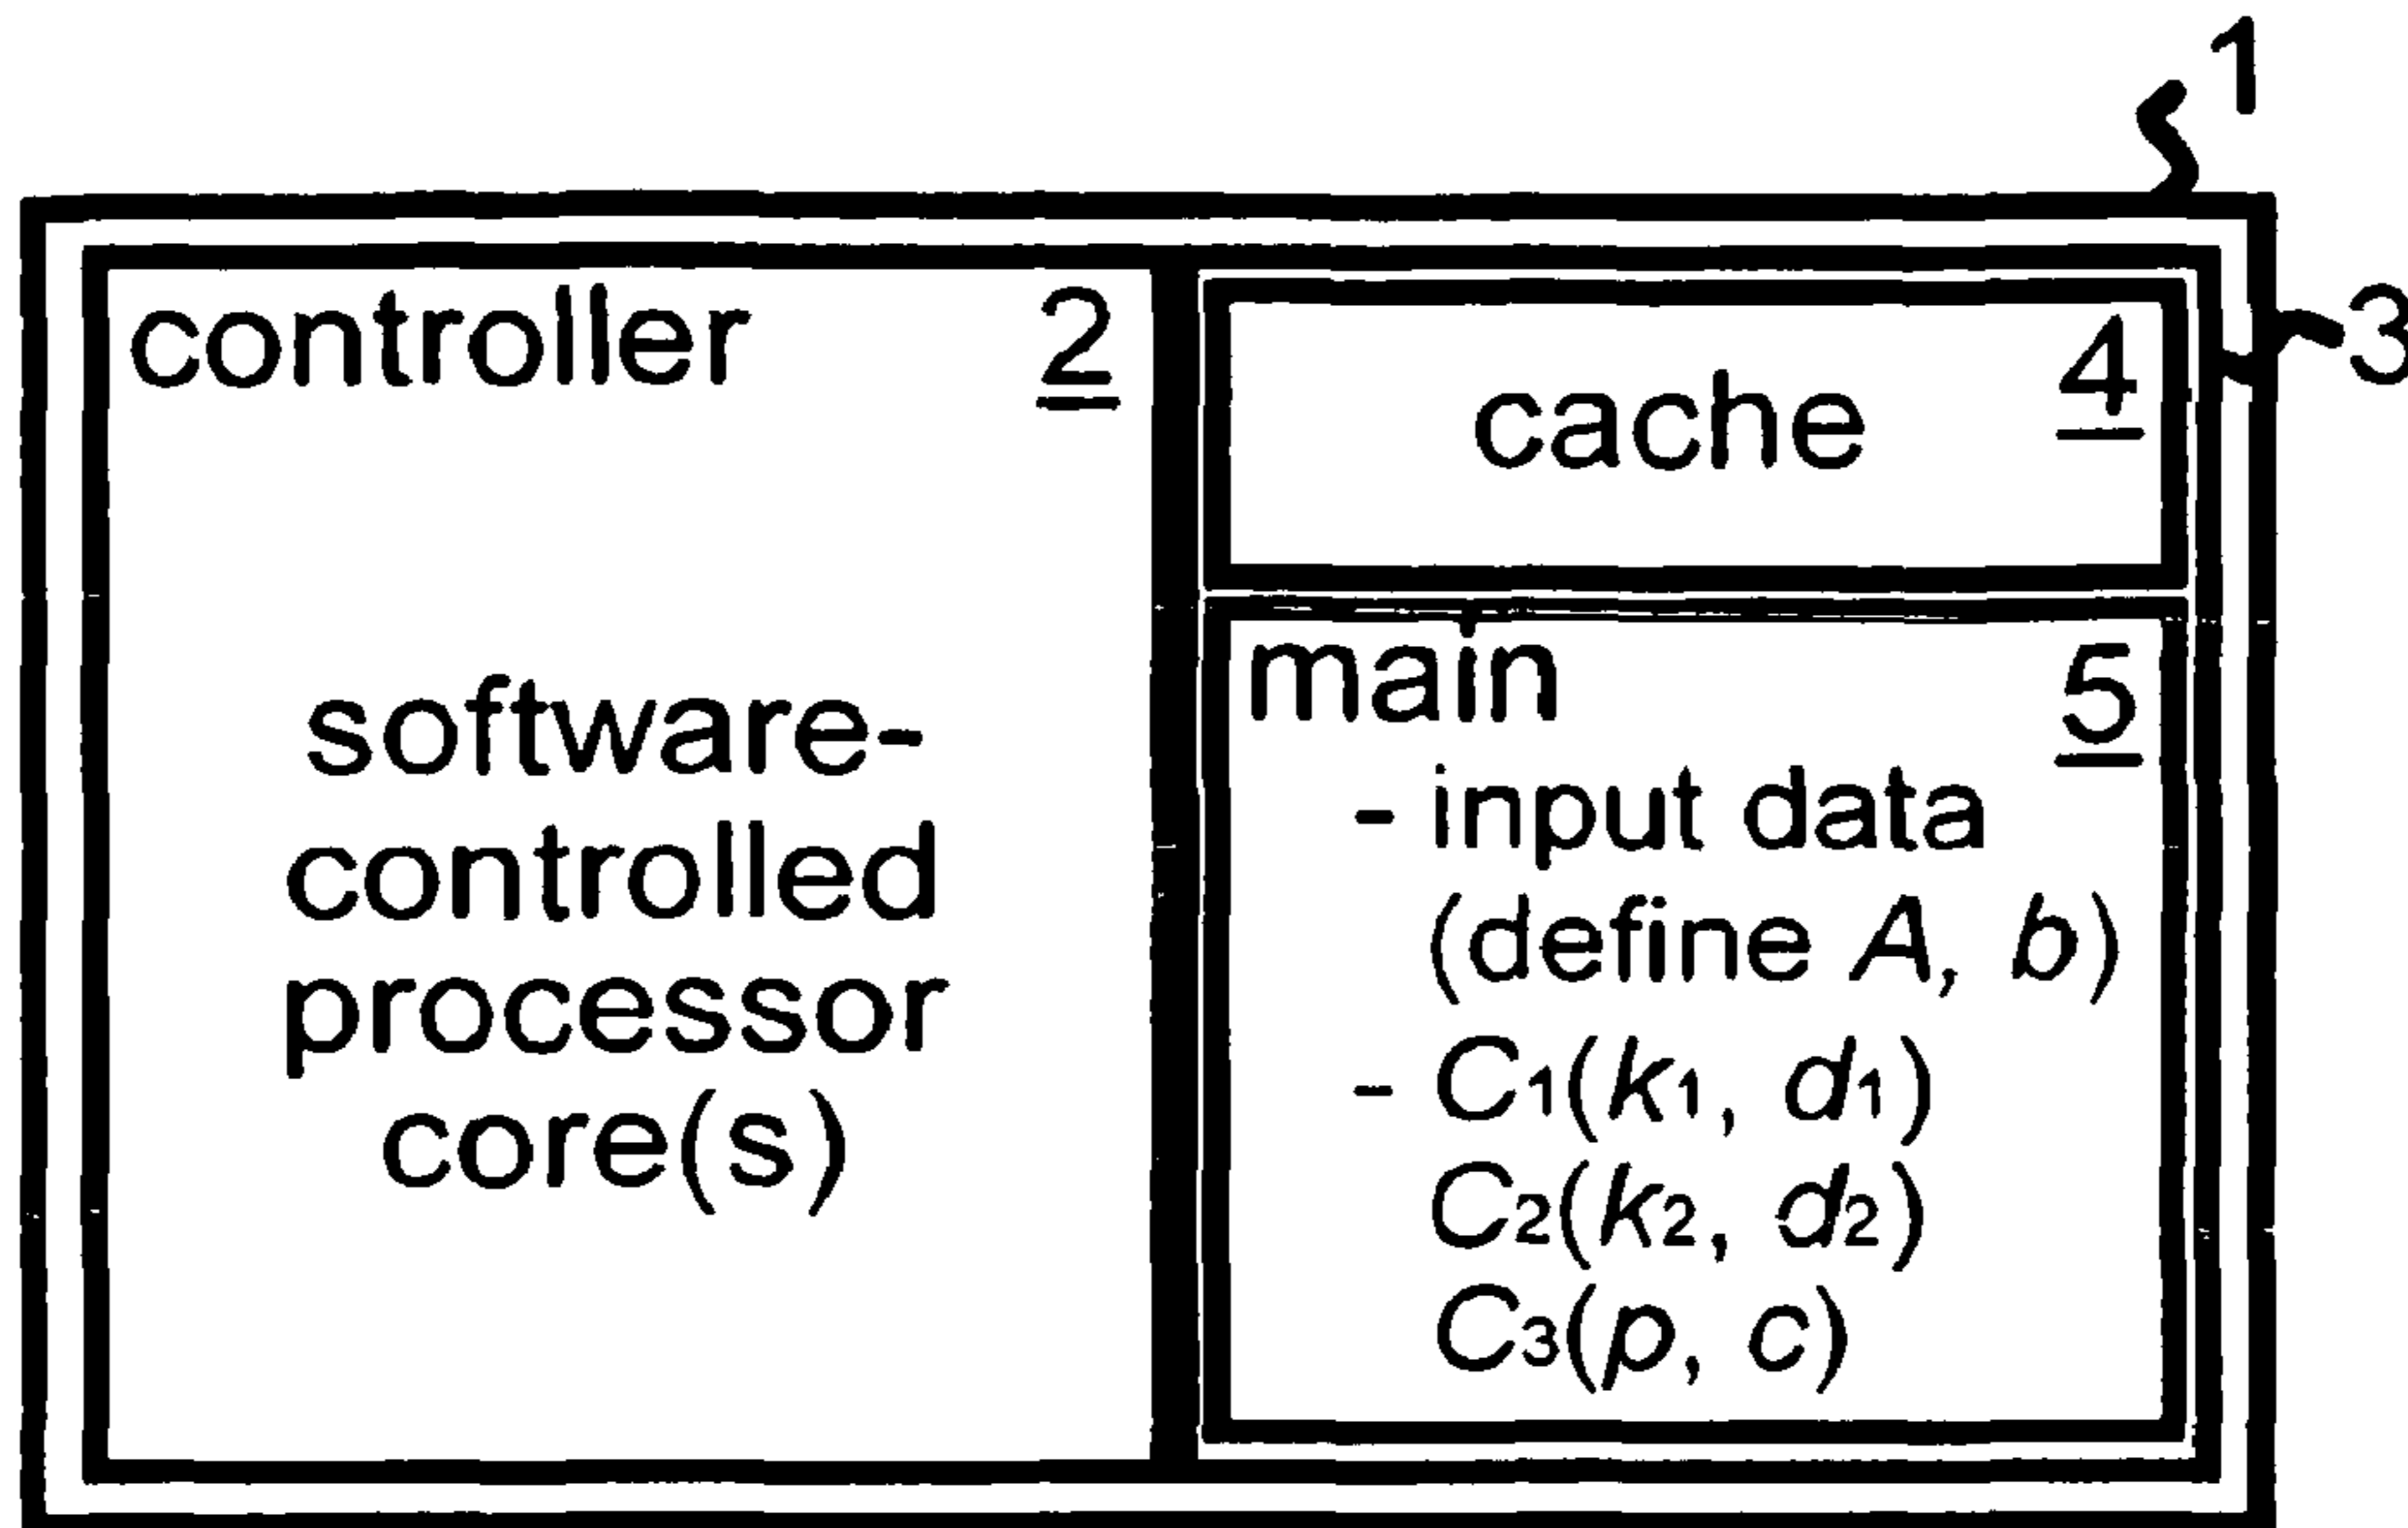 1
controller 2
3
cache 4
software-
controlled
processor
core(s)
main 5
- input data
(define A, b)
- C1(k1, d1)
C2(k2, d2)
C3(p, c)